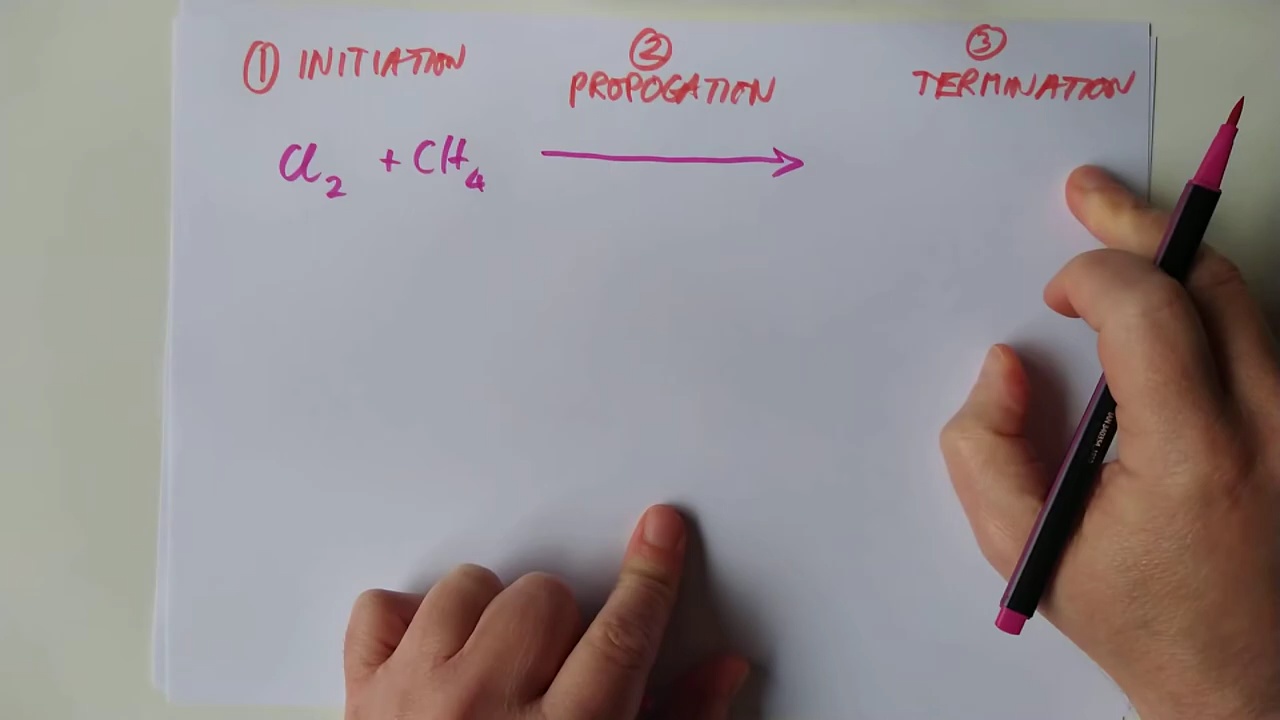 ① INITIATION
② PROPOGATION
③ TERMINATION
Cl₂ + CH₄ →